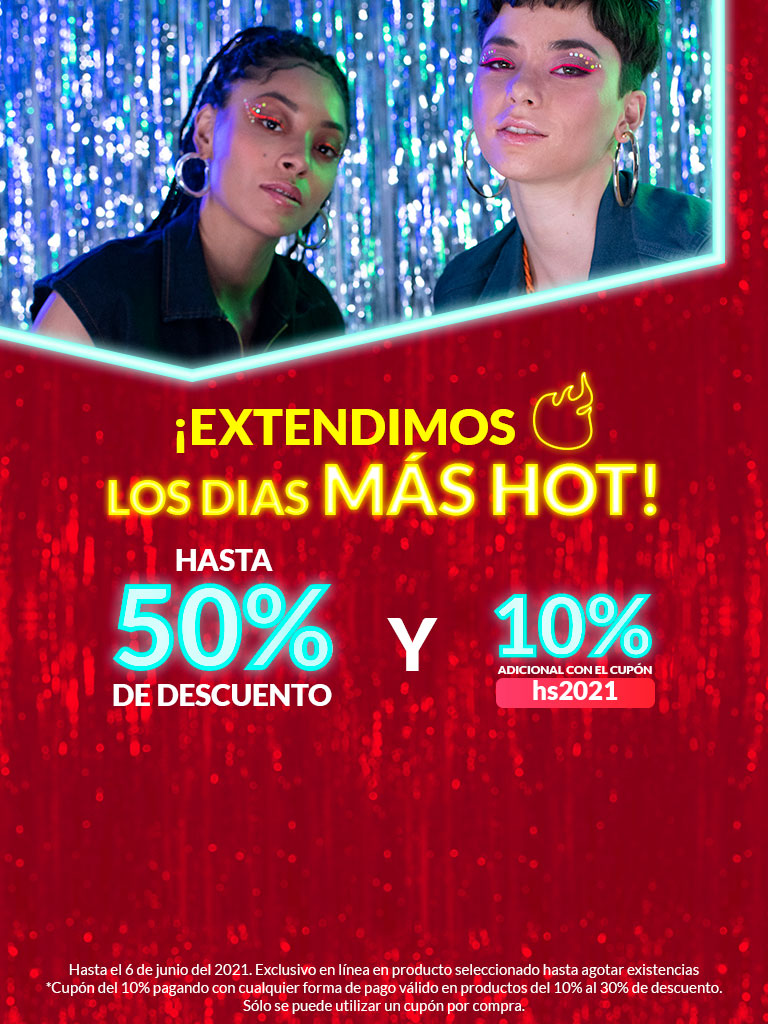 ¡EXTENDIMOS
LOS DIAS MÁS HOT!
HASTA
50%
DE DESCUENTO
Y
10%
ADICIONAL CON EL CUPÓN
hs2021
Hasta el 6 de junio del 2021. Exclusivo en línea en producto seleccionado hasta agotar existencias
*Cupón del 10% pagando con cualquier forma de pago válido en productos del 10% al 30% de descuento.
Sólo se puede utilizar un cupón por compra.